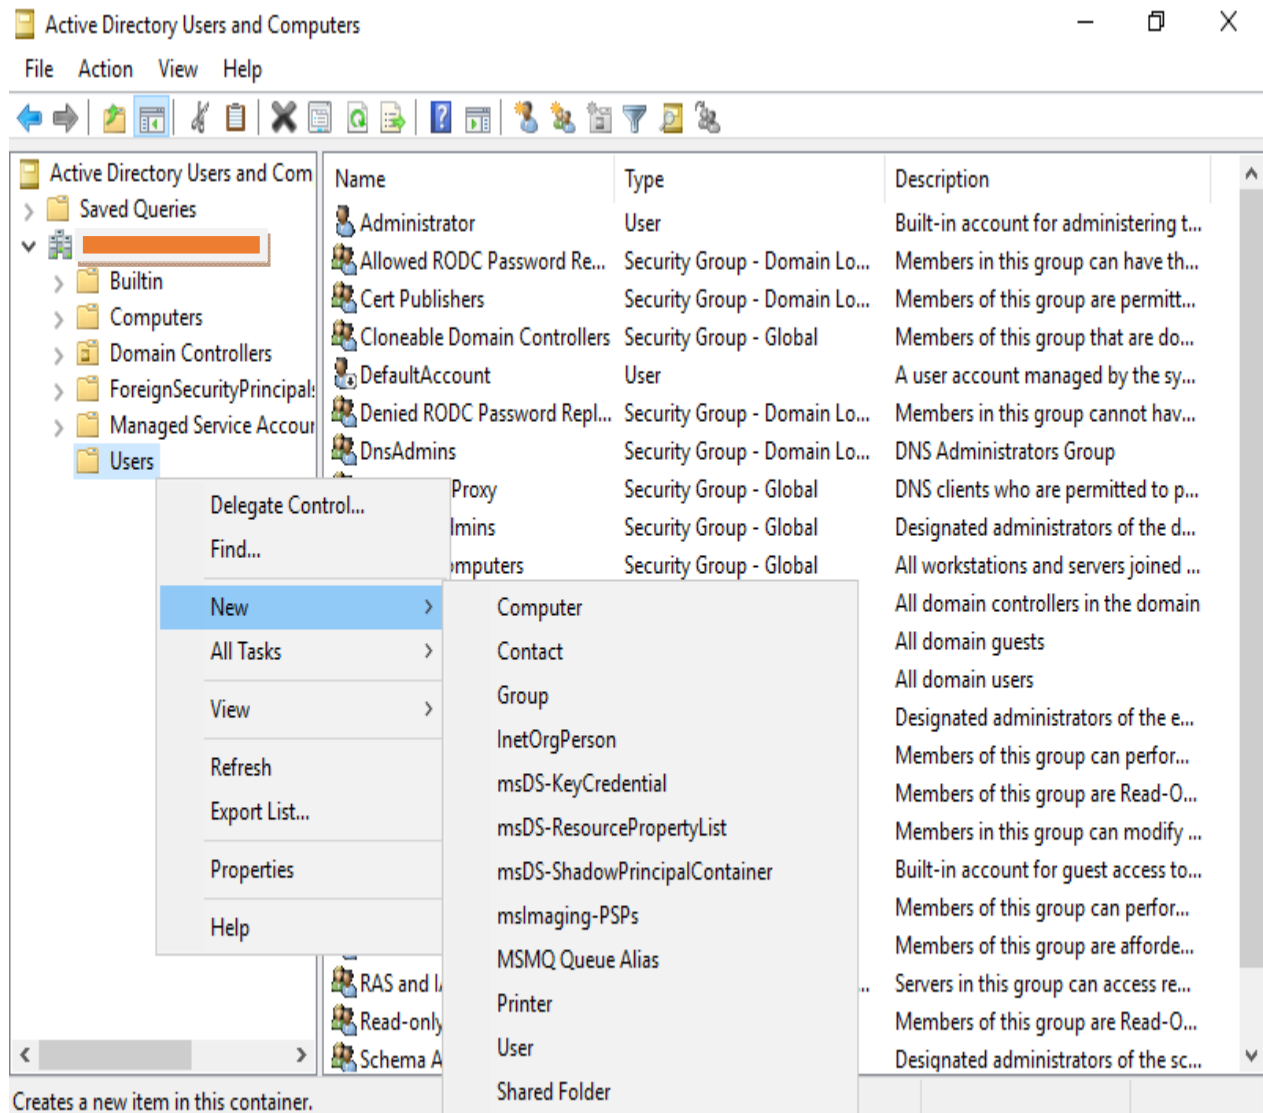 Active Directory Users and Computers
File Action View Help
Active Directory Users and Com
Saved Queries
Builtin
Computers
Domain Controllers
ForeignSecurityPrincipals
Managed Service Accour
Users
Name Type Description
Administrator User Built-in account for administering t...
Allowed RODC Password Re... Security Group - Domain Lo... Members in this group can have th...
Cert Publishers Security Group - Domain Lo... Members of this group are permitt...
Cloneable Domain Controllers Security Group - Global Members of this group that are do...
DefaultAccount User A user account managed by the sy...
Denied RODC Password Repl... Security Group - Domain Lo... Members in this group cannot hav...
DnsAdmins Security Group - Domain Lo... DNS Administrators Group
Proxy Security Group - Global DNS clients who are permitted to p...
lmins Security Group - Global Designated administrators of the d...
omputers Security Group - Global All workstations and servers joined ...
All domain controllers in the domain
All domain guests
All domain users
Designated administrators of the e...
Members of this group can perfor...
Members of this group are Read-O...
Members in this group can modify ...
Built-in account for guest access to...
Members of this group can perfor...
Members of this group are afforde...
RAS and I .. Servers in this group can access re...
Read-only Members of this group are Read-O...
Schema A Designated administrators of the sc...
Delegate Control...
Find...
New
All Tasks
View
Refresh
Export List...
Properties
Help
Computer
Contact
Group
InetOrgPerson
msDS-KeyCredential
msDS-ResourcePropertyList
msDS-ShadowPrincipalContainer
msImaging-PSPs
MSMQ Queue Alias
Printer
User
Shared Folder
Creates a new item in this container.